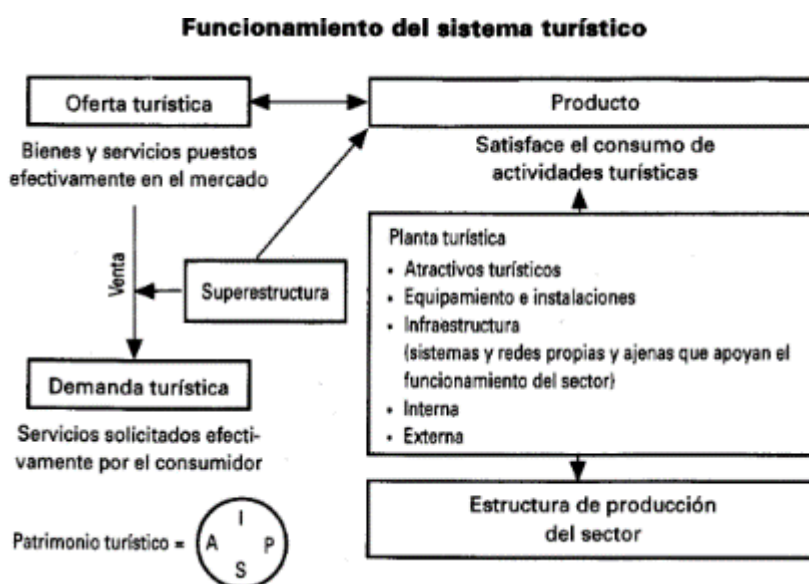 Funcionamiento del sistema turístico
Oferta turística
Bienes y servicios puestos
efectivamente en el mercado
Venta
Superestructura
Demanda turística
Servicios solicitados efecti-
vamente por el consumidor
Patrimonio turístico =
I
A P
S
Producto
Satisface el consumo de
actividades turísticas
Planta turística
• Atractivos turísticos
• Equipamiento e instalaciones
• Infraestructura
(sistemas y redes propias y ajenas que apoyan el
funcionamiento del sector)
• Interna
• Externa
Estructura de producción
del sector